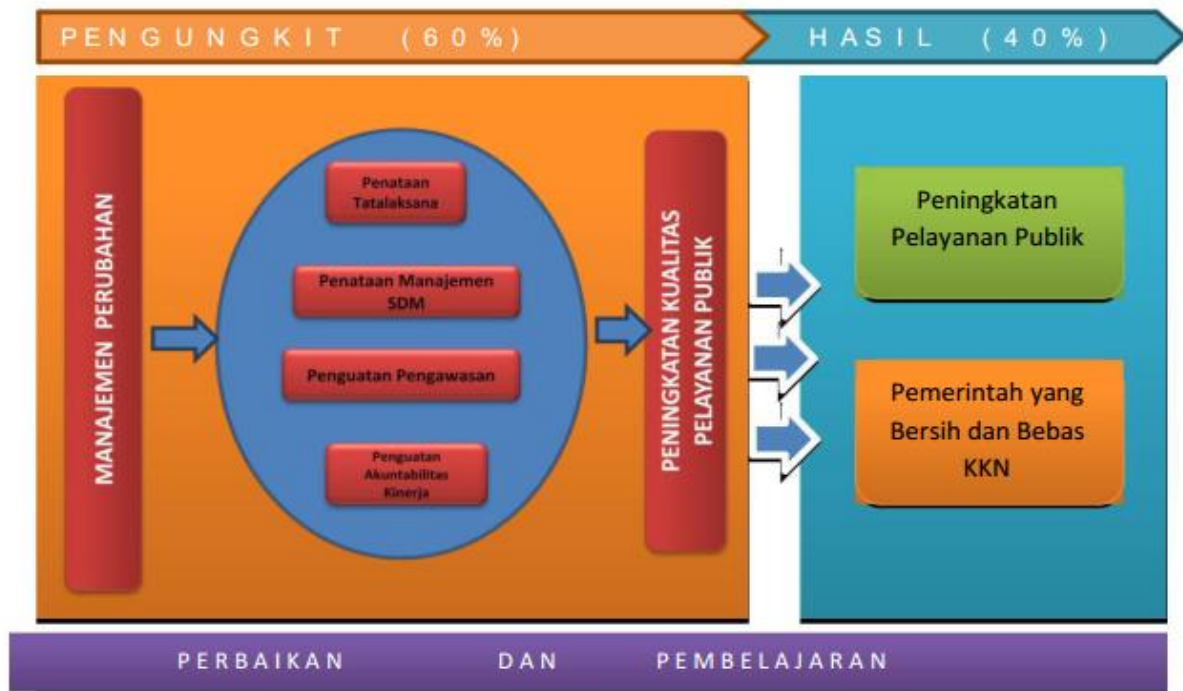 PENGUNGKIT (60%)
HASIL (40%)
MANAJEMEN PERUBAHAN
Penataan
Tatalaksana
Penataan Manajemen
SDM
Penguatan Pengawasan
Penguatan
Akuntabilitas
Kinerja
PENINGKATAN KUALITAS
PELAYANAN PUBLIK
Peningkatan
Pelayanan Publik
Pemerintah yang
Bersih dan Bebas
KKN
PERBAIKAN DAN PEMBELAJARAN